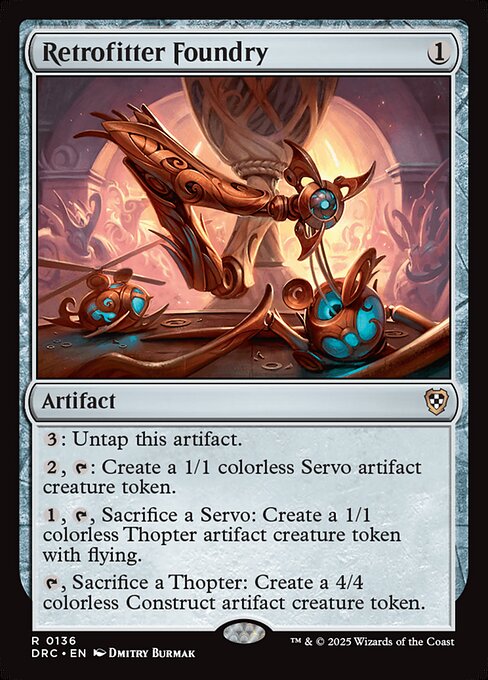 Retrofitter Foundry 1
Artifact
3: Untap this artifact.
2, : Create a 1/1 colorless Servo artifact
creature token.
1, , Sacrifice a Servo: Create a 1/1
colorless Thopter artifact creature token
with flying.
, Sacrifice a Thopter: Create a 4/4
colorless Construct artifact creature token.
R 0136
DRC • EN Dmitry Burmak
™ & © 2025 Wizards of the Coast